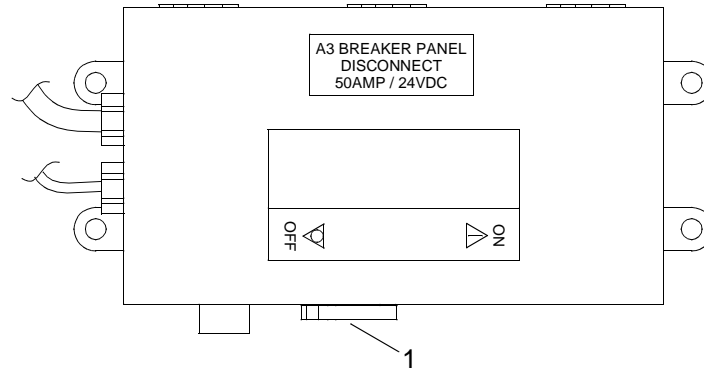 A3 BREAKER PANEL
DISCONNECT
50AMP / 24VDC
OFF
ON
1